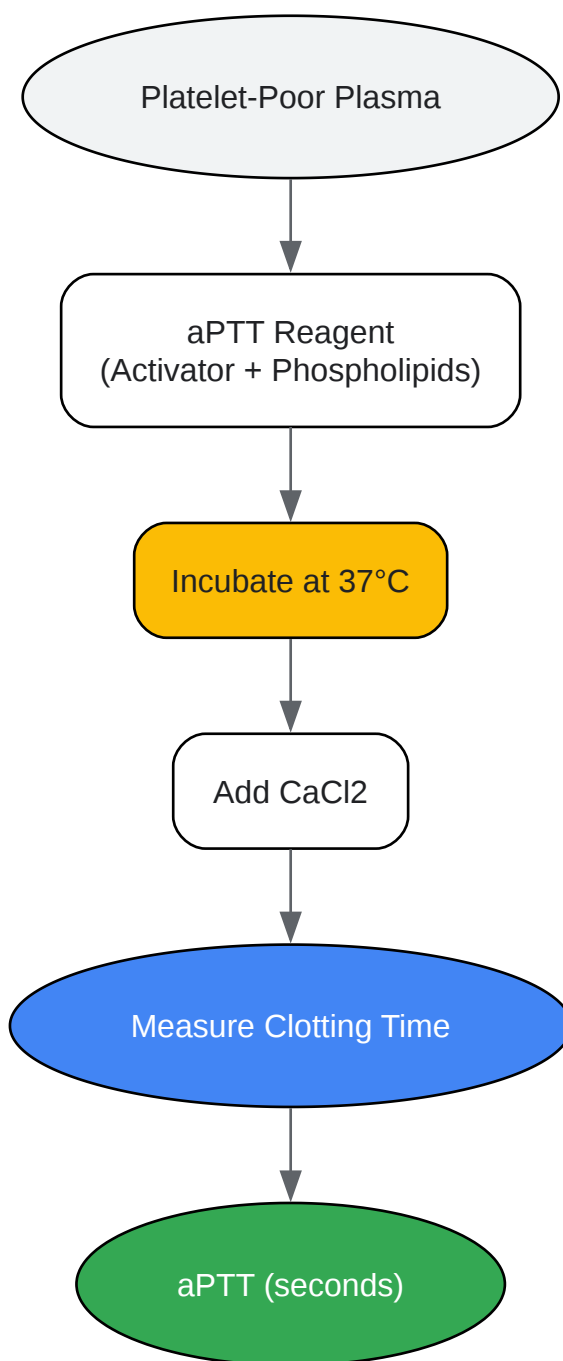 Platelet-Poor Plasma
aPTT Reagent
(Activator + Phospholipids)
Incubate at 37°C
Add CaCl2
Measure Clotting Time
aPTT (seconds)